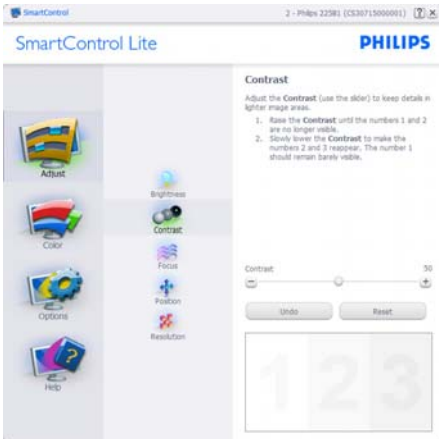 SmartControl
2 - Philips 225B1 (CS30715000001)
SmartControl Lite
PHILIPS
Adjust
Color
Options
Help
Brightness
Contrast
Focus
Position
Resolution
Contrast
Adjust the Contrast (use the slider) to keep details in
lighter image areas.
1. Raise the Contrast until the numbers 1 and 2
are no longer visible.
2. Slowly lower the Contrast to make the
numbers 2 and 3 reappear. The number 1
should remain barely visible.
Contrast
50
Undo
Reset
1 2 3